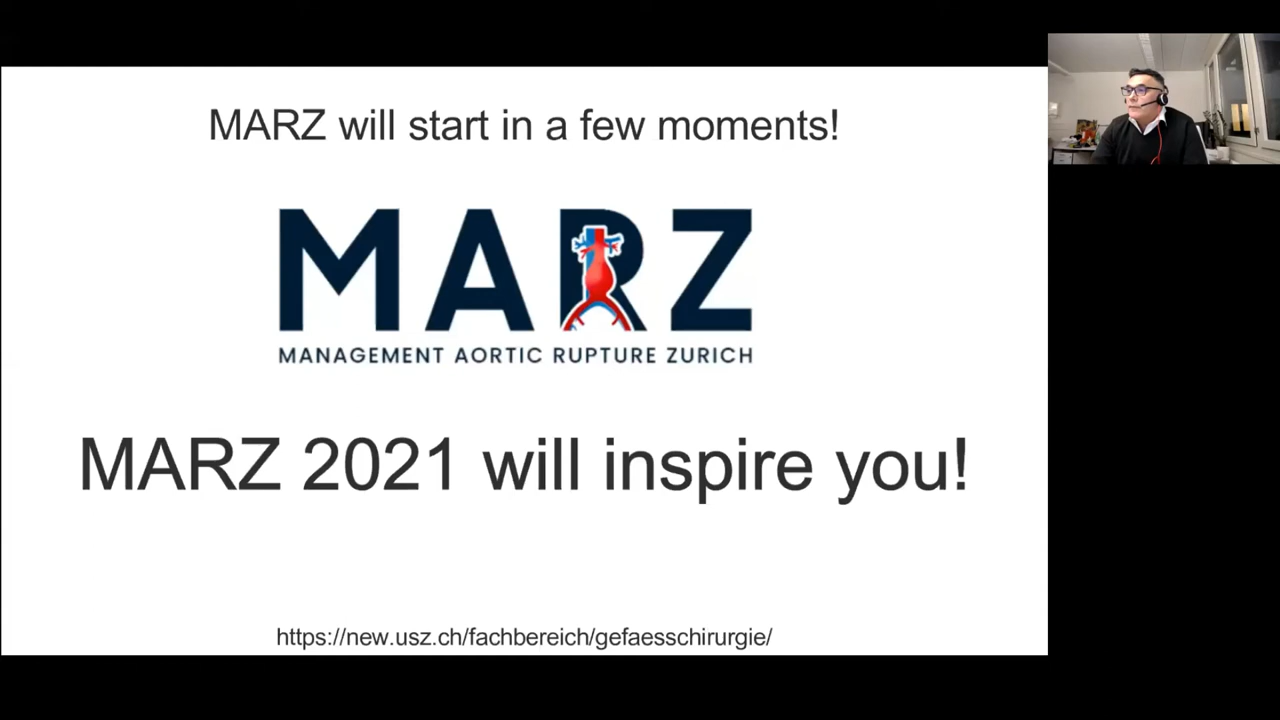 MARZ will start in a few moments!
MARZ
MANAGEMENT AORTIC RUPTURE ZURICH
MARZ 2021 will inspire you!
https://new.usz.ch/fachbereich/gefaesschirurgie/